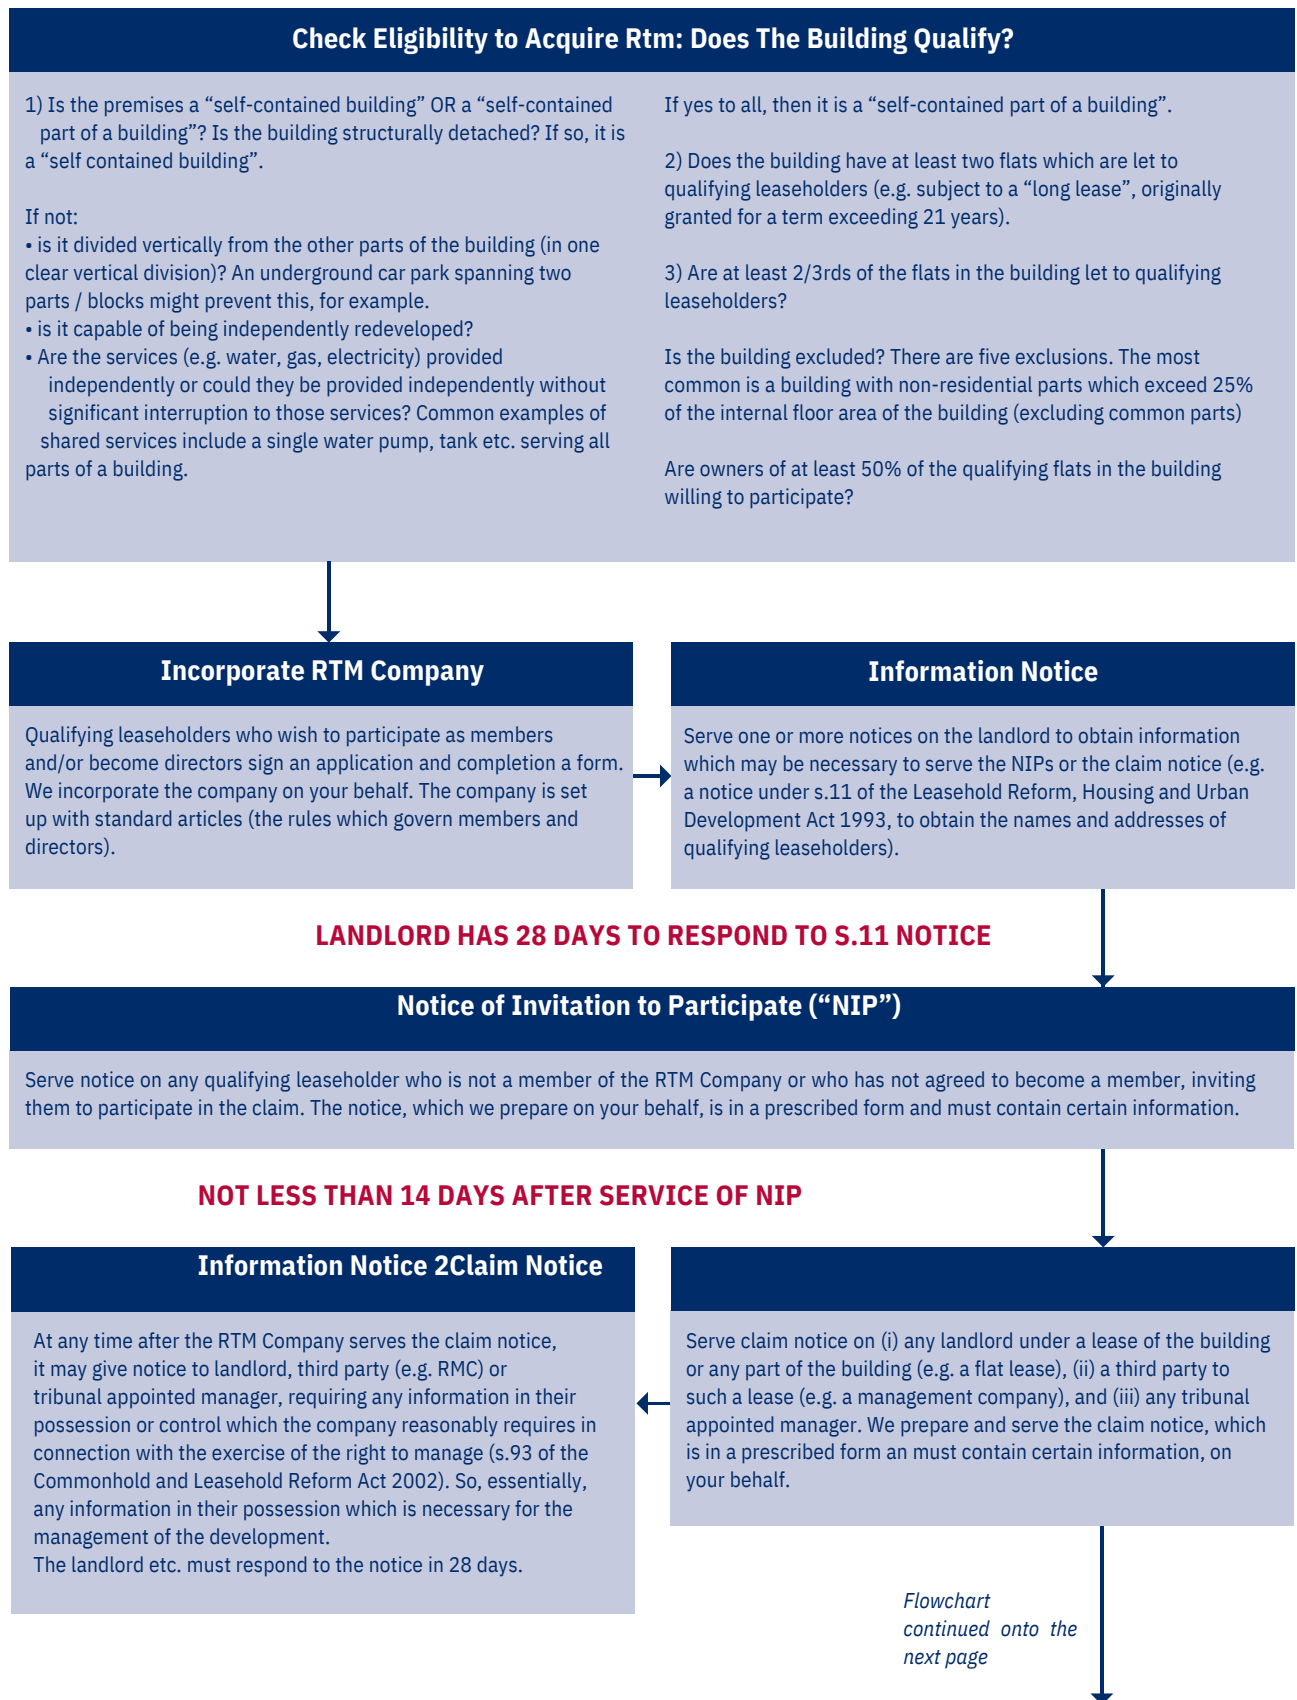 Check Eligibility to Acquire Rtm: Does The Building Qualify?
1) Is the premises a “self-contained building” OR a “self-contained
part of a building”? Is the building structurally detached? If so, it is
a “self contained building”.
If not:
• is it divided vertically from the other parts of the building (in one
clear vertical division)? An underground car park spanning two
parts / blocks might prevent this, for example.
• is it capable of being independently redeveloped?
• Are the services (e.g. water, gas, electricity) provided
independently or could they be provided independently without
significant interruption to those services? Common examples of
shared services include a single water pump, tank etc. serving all
parts of a building.
If yes to all, then it is a “self-contained part of a building”.
2) Does the building have at least two flats which are let to
qualifying leaseholders (e.g. subject to a “long lease”, originally
granted for a term exceeding 21 years).
3) Are at least 2/3rds of the flats in the building let to qualifying
leaseholders?
Is the building excluded? There are five exclusions. The most
common is a building with non-residential parts which exceed 25%
of the internal floor area of the building (excluding common parts)
Are owners of at least 50% of the qualifying flats in the building
willing to participate?
Incorporate RTM Company
Qualifying leaseholders who wish to participate as members
and/or become directors sign an application and completion a form.
We incorporate the company on your behalf. The company is set
up with standard articles (the rules which govern members and
directors).
Information Notice
Serve one or more notices on the landlord to obtain information
which may be necessary to serve the NIPs or the claim notice (e.g.
a notice under s.11 of the Leasehold Reform, Housing and Urban
Development Act 1993, to obtain the names and addresses of
qualifying leaseholders).
LANDLORD HAS 28 DAYS TO RESPOND TO S.11 NOTICE
Notice of Invitation to Participate (“NIP”)
Serve notice on any qualifying leaseholder who is not a member of the RTM Company or who has not agreed to become a member, inviting
them to participate in the claim. The notice, which we prepare on your behalf, is in a prescribed form and must contain certain information.
NOT LESS THAN 14 DAYS AFTER SERVICE OF NIP
Information Notice 2Claim Notice
At any time after the RTM Company serves the claim notice,
it may give notice to landlord, third party (e.g. RMC) or
tribunal appointed manager, requiring any information in their
possession or control which the company reasonably requires in
connection with the exercise of the right to manage (s.93 of the
Commonhold and Leasehold Reform Act 2002). So, essentially,
any information in their possession which is necessary for the
management of the development.
The landlord etc. must respond to the notice in 28 days.
Serve claim notice on (i) any landlord under a lease of the building
or any part of the building (e.g. a flat lease), (ii) a third party to
such a lease (e.g. a management company), and (iii) any tribunal
appointed manager. We prepare and serve the claim notice, which
is in a prescribed form an must contain certain information, on
your behalf.
Flowchart
continued onto the
next page